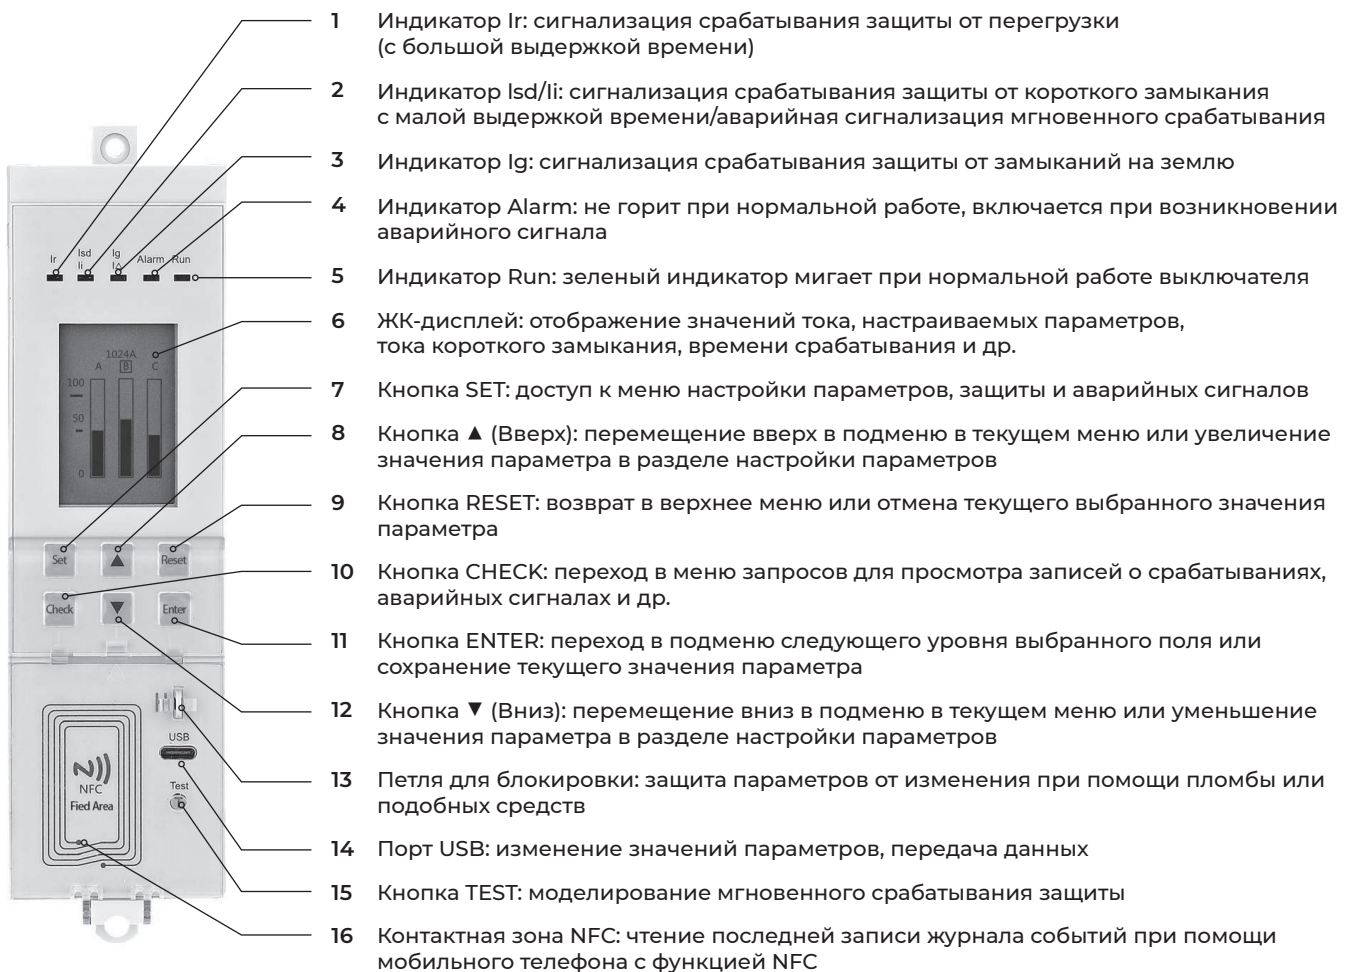 1 Индикатор Ir: сигнализация срабатывания защиты от перегрузки
(с большой выдержкой времени)
2 Индикатор Isd/Ii: сигнализация срабатывания защиты от короткого замыкания
с малой выдержкой времени/аварийная сигнализация мгновенного срабатывания
3 Индикатор Ig: сигнализация срабатывания защиты от замыканий на землю
4 Индикатор Alarm: не горит при нормальной работе, включается при возникновении
аварийного сигнала
5 Индикатор Run: зеленый индикатор мигает при нормальной работе выключателя
6 ЖК-дисплей: отображение значений тока, настраиваемых параметров,
тока короткого замыкания, времени срабатывания и др.
7 Кнопка SET: доступ к меню настройки параметров, защиты и аварийных сигналов
8 Кнопка ▲ (Вверх): перемещение вверх в подменю в текущем меню или увеличение
значения параметра в разделе настройки параметров
9 Кнопка RESET: возврат в верхнее меню или отмена текущего выбранного значения
параметра
10 Кнопка CHECK: переход в меню запросов для просмотра записей о срабатываниях,
аварийных сигналах и др.
11 Кнопка ENTER: переход в подменю следующего уровня выбранного поля или
сохранение текущего значения параметра
12 Кнопка ▼ (Вниз): перемещение вниз в подменю в текущем меню или уменьшение
значения параметра в разделе настройки параметров
13 Петля для блокировки: защита параметров от изменения при помощи пломбы или
подобных средств
14 Порт USB: изменение значений параметров, передача данных
15 Кнопка TEST: моделирование мгновенного срабатывания защиты
16 Контактная зона NFC: чтение последней записи журнала событий при помощи
мобильного телефона с функцией NFC
Ir Isd Ig Alarm Run
Ii I△
1024A
A B C
100
50
0
Set ▲ Reset
Check ▼ Enter
USB
NFC
Test
Fied Area